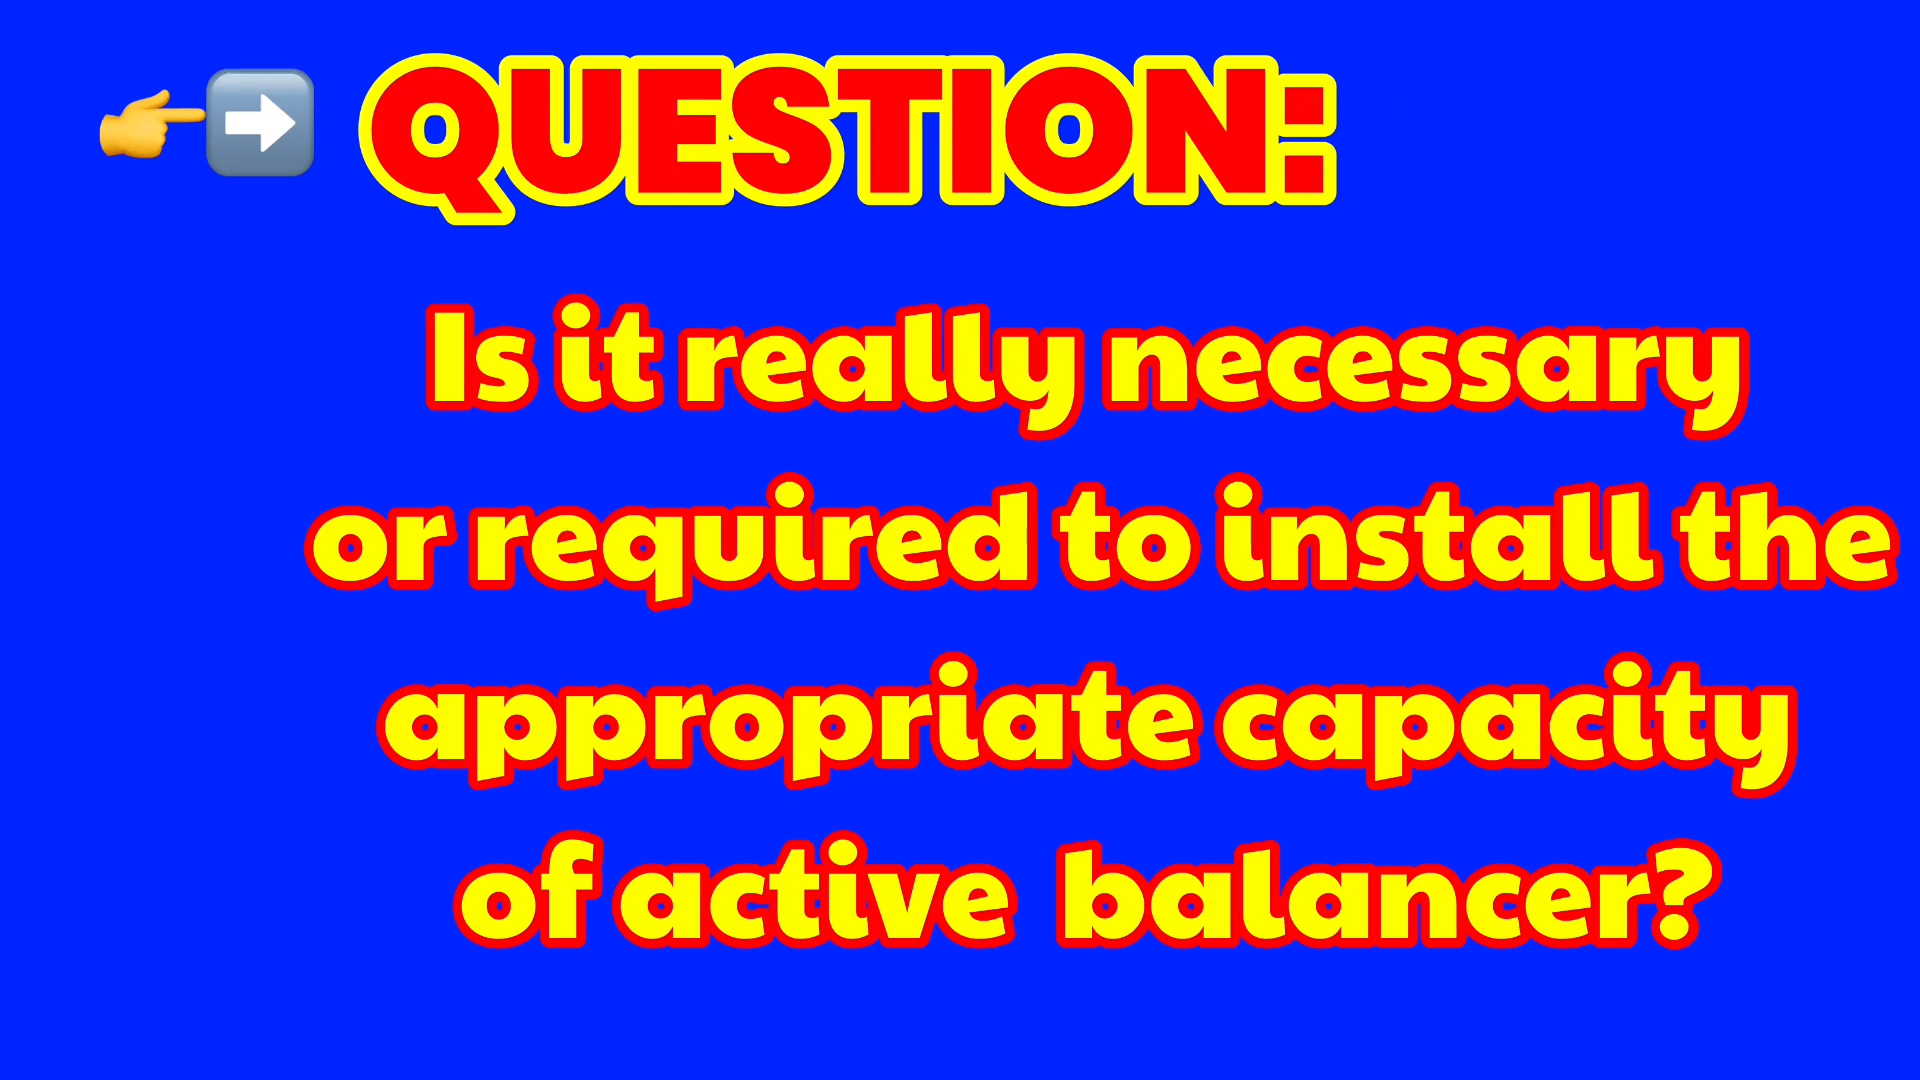 QUESTION:
Is it really necessary
or required to install the
appropriate capacity
of active balancer?